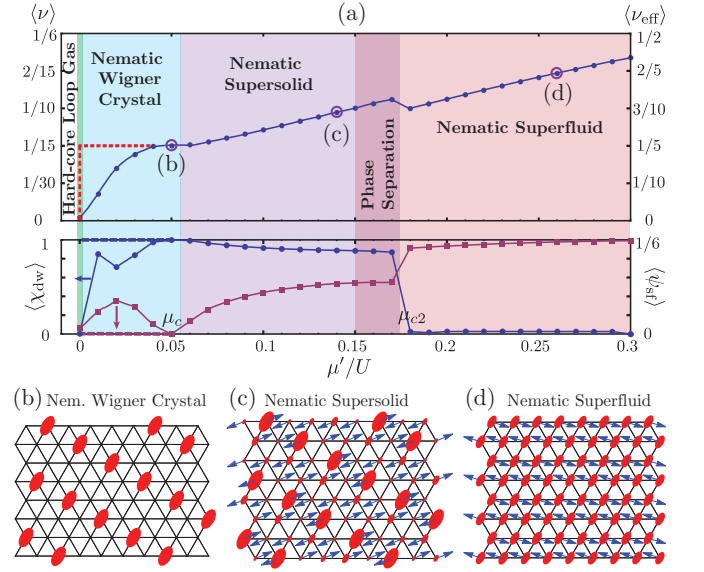 ⟨ν⟩ (a) ⟨ν_eff⟩
1/6 1/2
2/15 2/5
1/10 3/10
1/15 1/5
1/30 1/10
0 0
Hard-core Loop Gas
Nematic
Wigner
Crystal
Nematic
Supersolid
Phase
Separation
Nematic Superfluid
(b)
(c)
(d)
1 1/6
⟨χ_dw⟩ ⟨ψ_sf⟩
0 0
μ_c
μ_c2
0 0.05 0.1 0.15 0.2 0.25 0.3
μ′/U
(b) Nem. Wigner Crystal
(c) Nematic Supersolid
(d) Nematic Superfluid